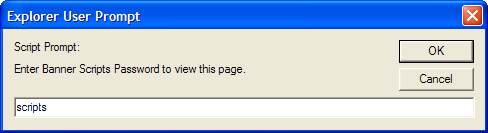 Explorer User Prompt
Script Prompt:
OK
Enter Banner Scripts Password to view this page.
Cancel
scripts